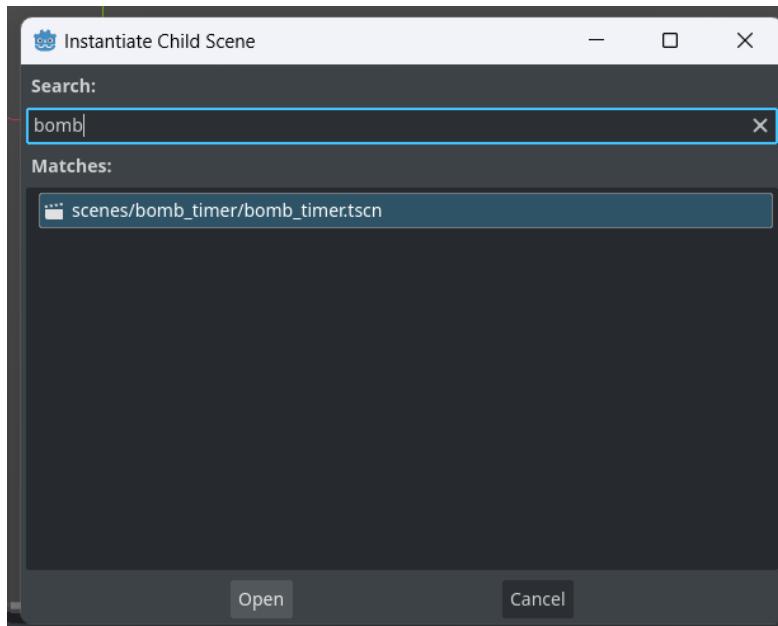 Instantiate Child Scene
Search:
bomb
Matches:
scenes/bomb_timer/bomb_timer.tscn
Open Cancel